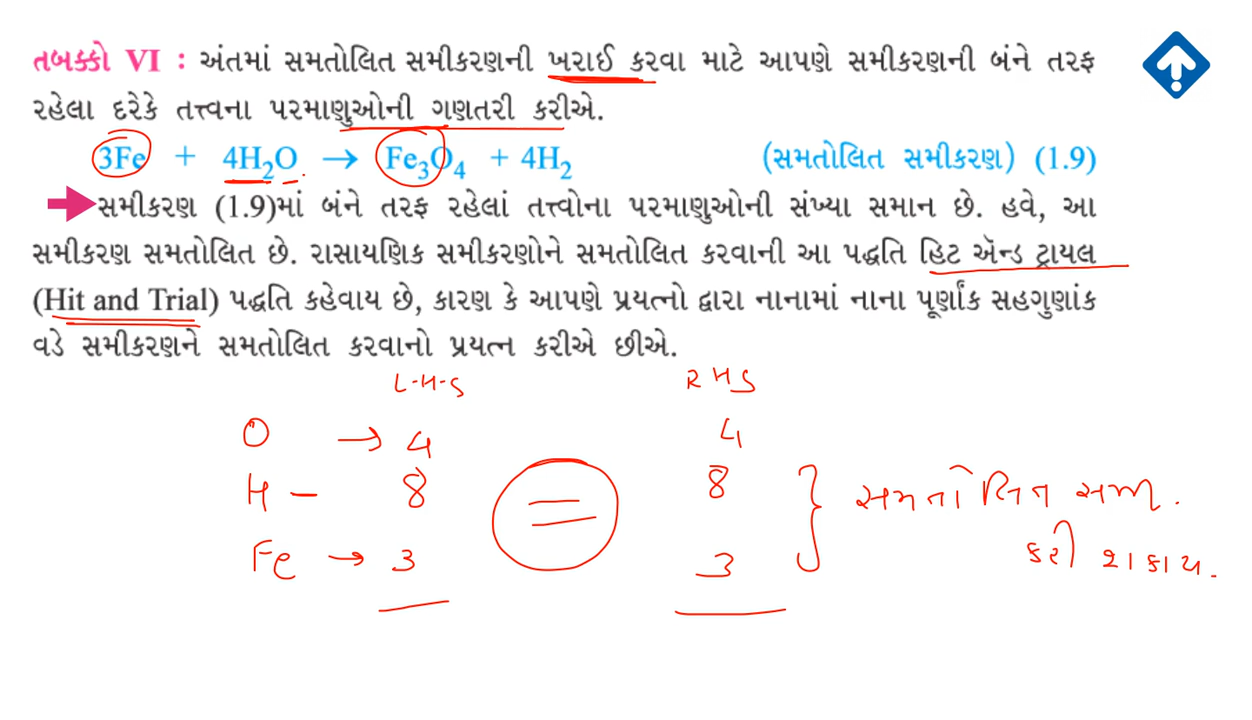 તબક્કો VI : અંતમાં સમતોલિત સમીકરણની ખરાઈ કરવા માટે આપણે સમીકરણની બંને તરફ
રહેલા દરેકે તત્ત્વના પરમાણુઓની ગણતરી કરીએ.
3Fe + 4H₂O → Fe₃O₄ + 4H₂ (સમતોલિત સમીકરણ) (1.9)
સમીકરણ (1.9)માં બંને તરફ રહેલાં તત્ત્વોના પરમાણુઓની સંખ્યા સમાન છે. હવે, આ
સમીકરણ સમતોલિત છે. રાસાયણિક સમીકરણોને સમતોલિત કરવાની આ પદ્ધતિ હિટ ઍન્ડ ટ્રાયલ
(Hit and Trial) પદ્ધતિ કહેવાય છે, કારણ કે આપણે પ્રયત્નો દ્વારા નાનામાં નાના પૂર્ણાંક સહગુણાંક
વડે સમીકરણને સમતોલિત કરવાનો પ્રયત્ન કરીએ છીએ.
L-H-S RHS
O → 4 4
H – 8 = 8 } સમતોલિત
Fe → 3 3 કરી શકાય.